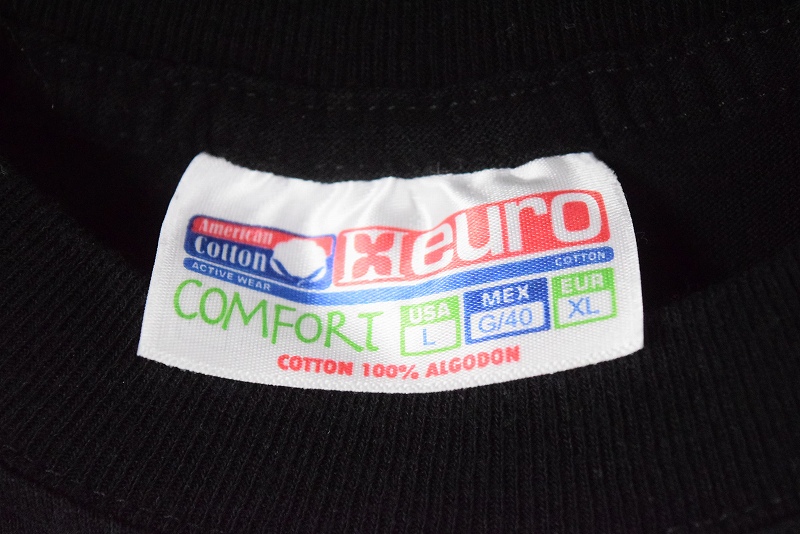 American
Cotton
ACTIVE WEAR
euro
COTTON
COMFORT
USA
L
MEX
G/40
EUR
XL
COTTON 100% ALGODON